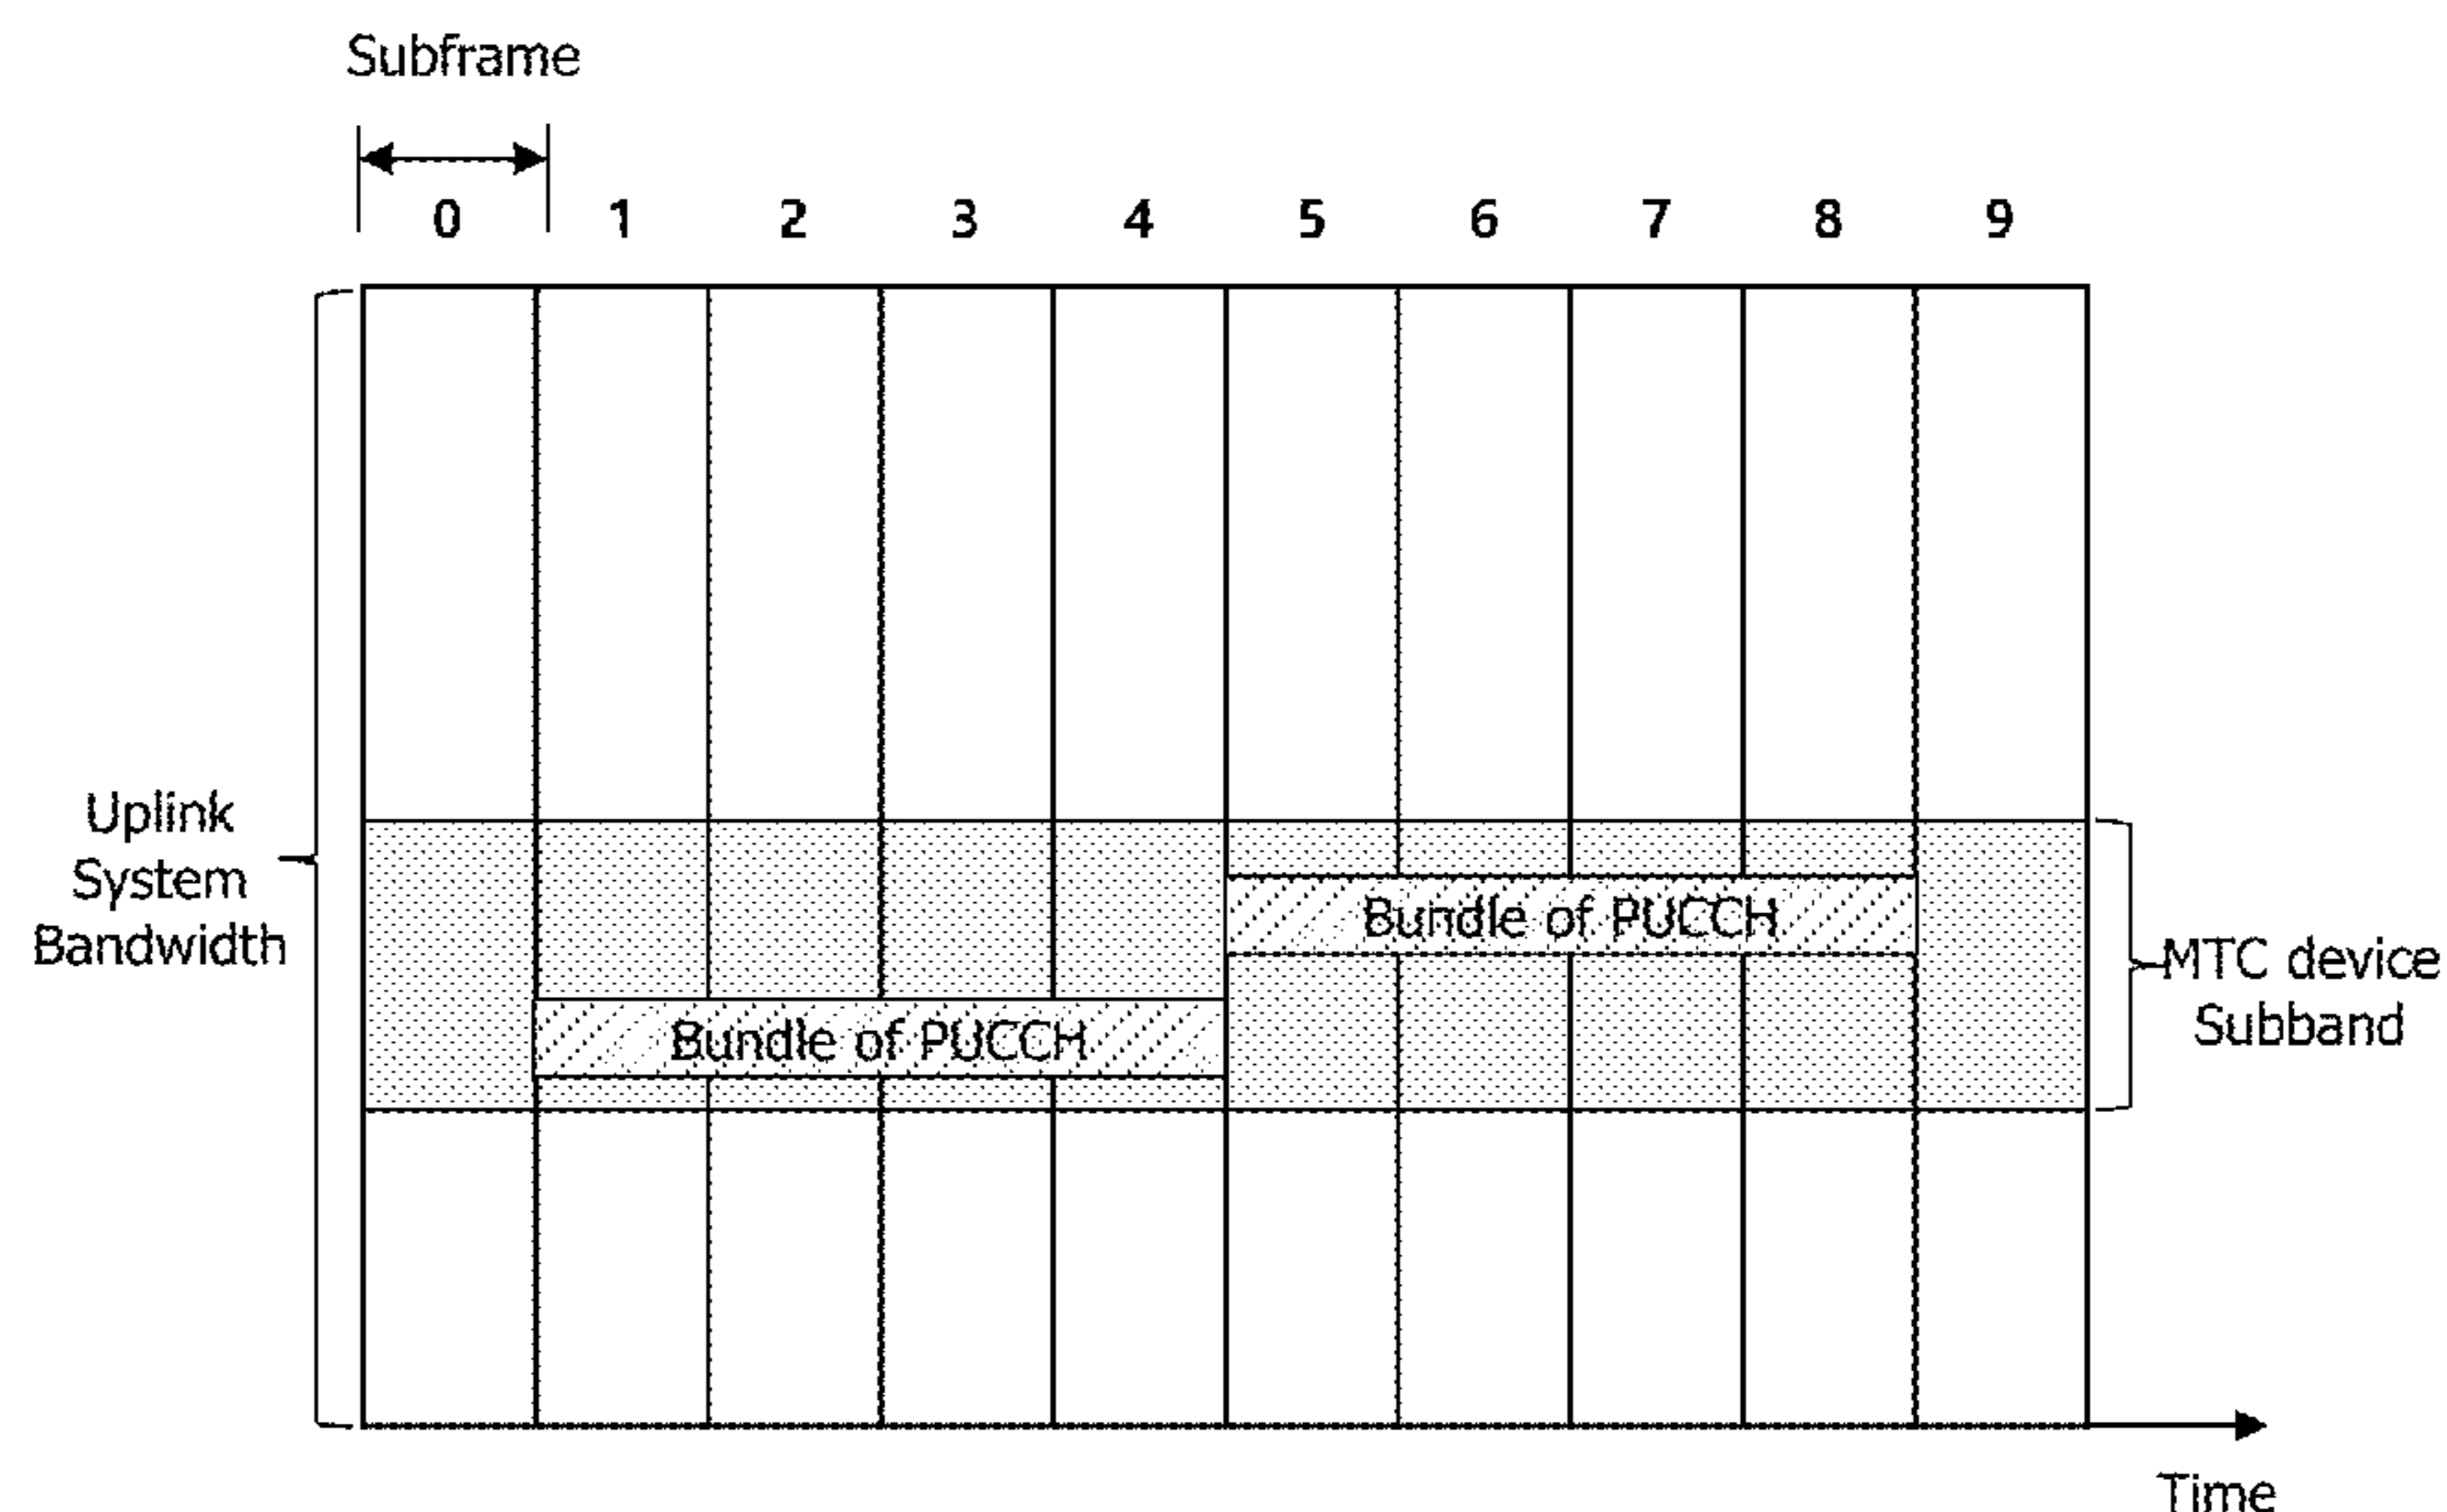 Subframe
0 1 2 3 4 5 6 7 8 9
Uplink
System
Bandwidth
Bundle of PUCCH
Bundle of PUCCH
MTC device
Subband
Time